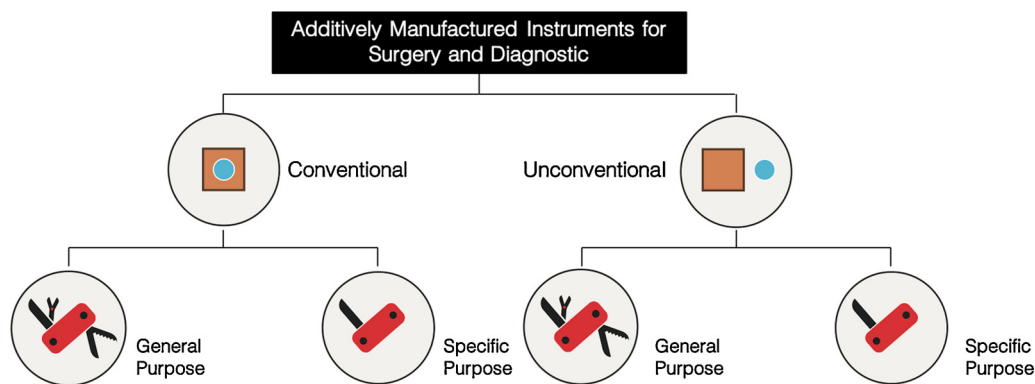 Additively Manufactured Instruments for
Surgery and Diagnostic
Conventional
Unconventional
General
Purpose
Specific
Purpose
General
Purpose
Specific
Purpose